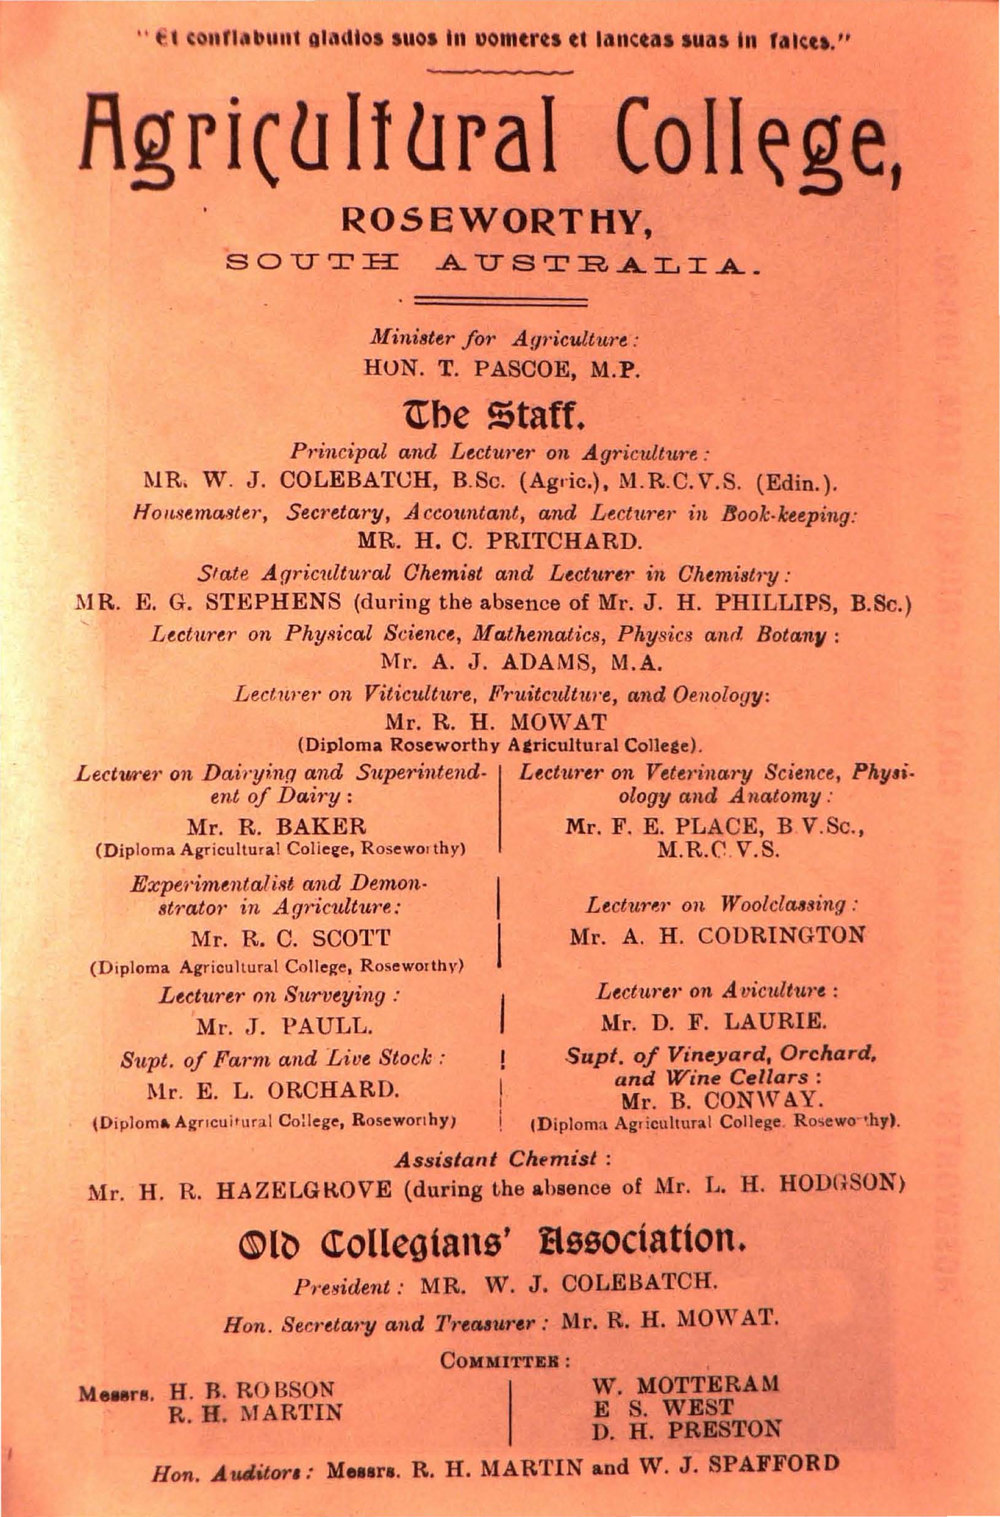 "Et conflabunt gladios suos in vomeres et lanceas suas in falces."
Agricultural College,
ROSEWORTHY,
SOUTH AUSTRALIA.
Minister for Agriculture:
HON. T. PASCOE, M.P.
The Staff.
Principal and Lecturer on Agriculture:
MR. W. J. COLEBATCH, B.Sc. (Agric.), M.R.C.V.S. (Edin.).
Housemaster, Secretary, Accountant, and Lecturer in Book-keeping:
MR. H. C. PRITCHARD.
State Agricultural Chemist and Lecturer in Chemistry:
MR. E. G. STEPHENS (during the absence of Mr. J. H. PHILLIPS, B.Sc.)
Lecturer on Physical Science, Mathematics, Physics and Botany:
Mr. A. J. ADAMS, M.A.
Lecturer on Viticulture, Fruitculture, and Oenology:
Mr. R. H. MOWAT
(Diploma Roseworthy Agricultural College).
Lecturer on Dairying and Superintend-
ent of Dairy:
Mr. R. BAKER
(Diploma Agricultural College, Roseworthy)
Lecturer on Veterinary Science, Physi-
ology and Anatomy:
Mr. F. E. PLACE, B.V.Sc.,
M.R.C.V.S.
Experimentalist and Demon-
strator in Agriculture:
Mr. R. C. SCOTT
(Diploma Agricultural College, Roseworthy)
Lecturer on Woolclassing:
Mr. A. H. CODRINGTON
Lecturer on Surveying:
Mr. J. PAULL.
Lecturer on Aviculture:
Mr. D. F. LAURIE.
Supt. of Farm and Live Stock:
Mr. E. L. ORCHARD.
(Diploma Agricultural College, Roseworthy)
Supt. of Vineyard, Orchard,
and Wine Cellars:
Mr. B. CONWAY.
(Diploma Agricultural College. Roseworthy).
Assistant Chemist:
Mr. H. R. HAZELGROVE (during the absence of Mr. L. H. HODGSON)
Old Collegians' Association.
President: MR. W. J. COLEBATCH.
Hon. Secretary and Treasurer: Mr. R. H. MOWAT.
COMMITTEE:
Messrs. H. B. ROBSON
R. H. MARTIN
W. MOTTERAM
E S. WEST
D. H. PRESTON
Hon. Auditors: Messrs. R. H. MARTIN and W. J. SPAFFORD